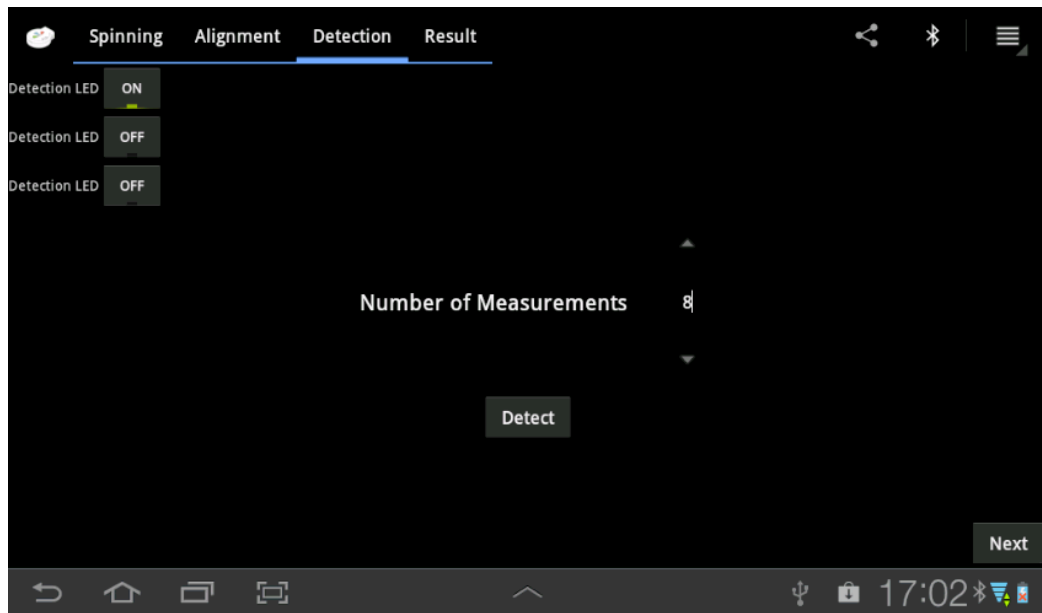 Spinning Alignment Detection Result
Detection LED ON
Detection LED OFF
Detection LED OFF
Number of Measurements 8
Detect
Next
17:02